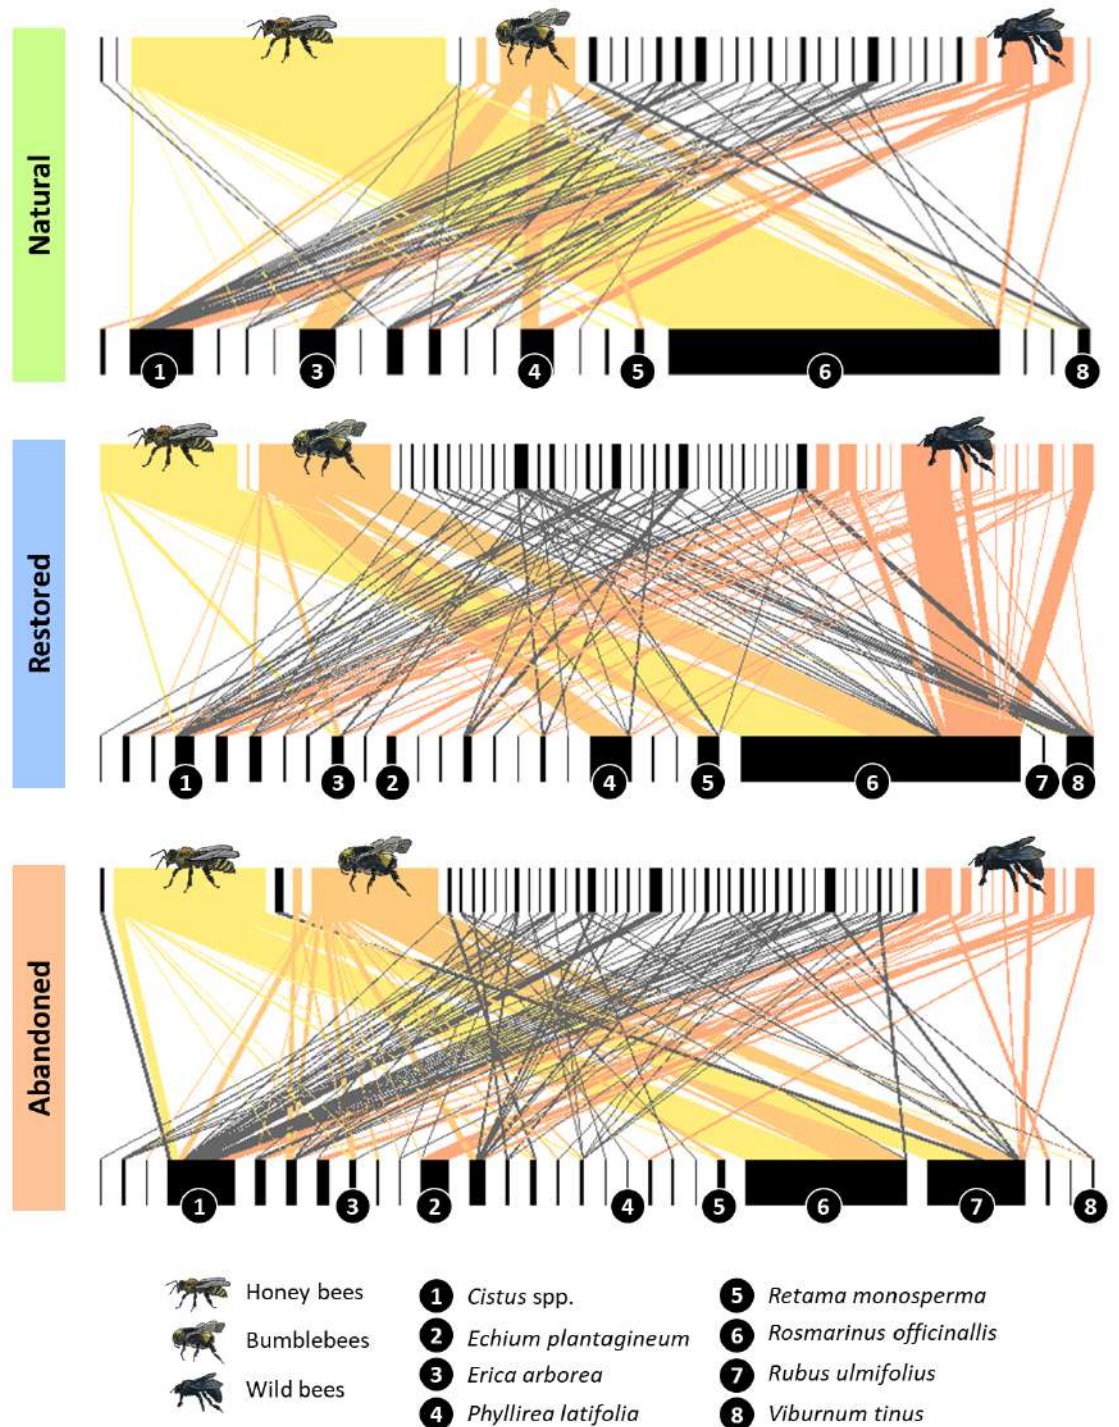 Natural
1
3
4
5
6
8
Restored
1
3
2
4
5
6
7
8
Abandoned
1
3
2
4
5
6
7
8
Honey bees
Bumblebees
Wild bees
1 Cistus spp.
2 Echium plantagineum
3 Erica arborea
4 Phyllirea latifolia
5 Retama monosperma
6 Rosmarinus officinallis
7 Rubus ulmifolius
8 Viburnum tinus